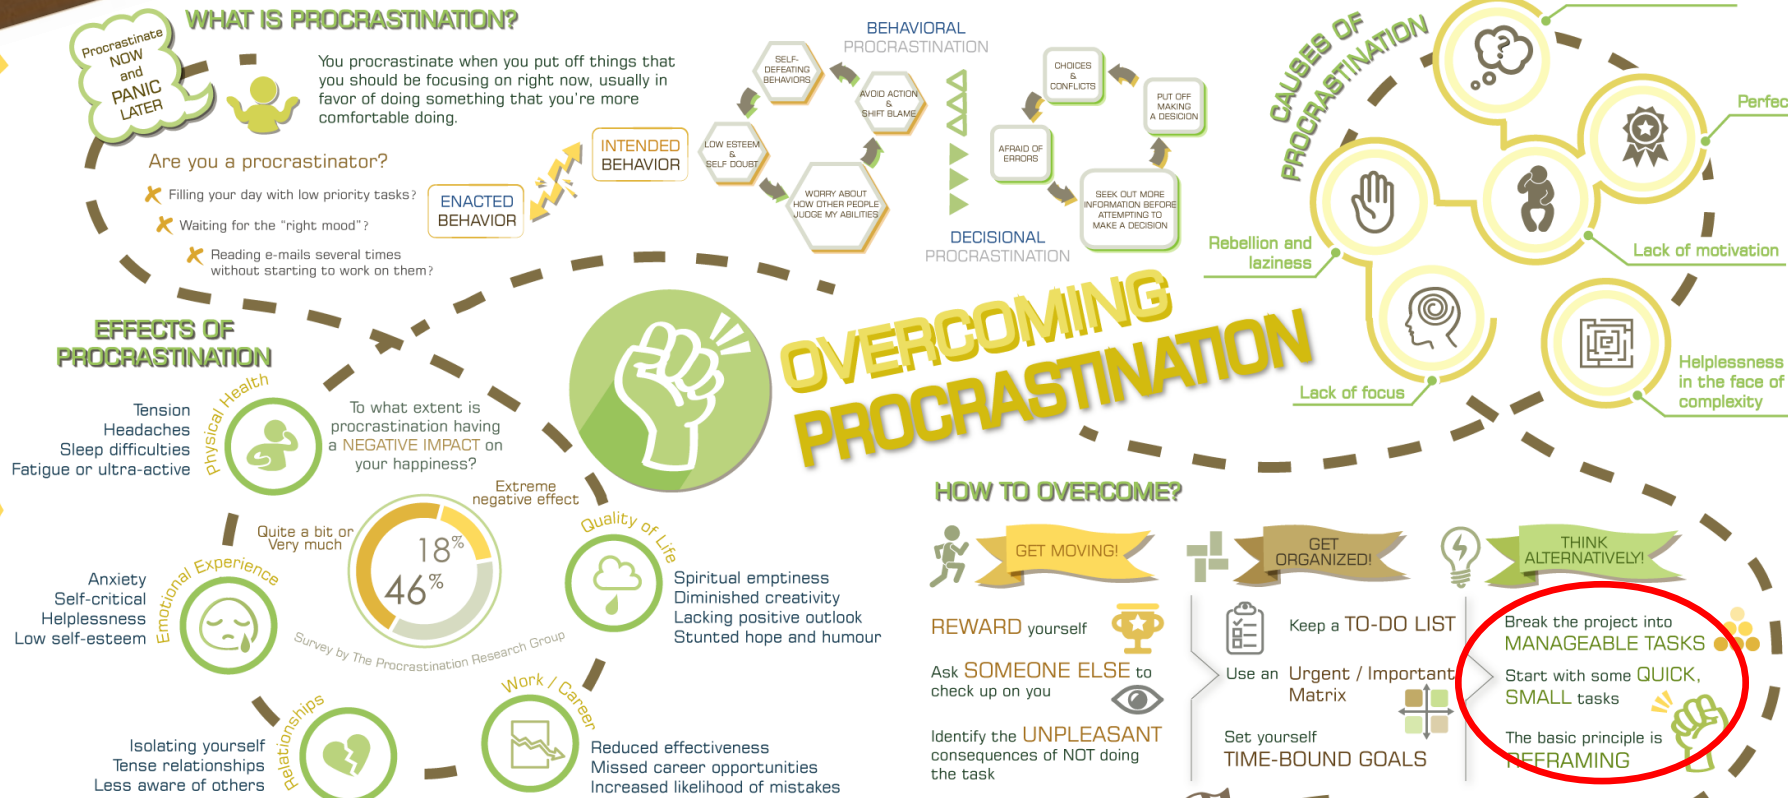 WHAT IS PROCRASTINATION?
Procrastinate
NOW
and
PANIC
LATER
You procrastinate when you put off things that
you should be focusing on right now, usually in
favor of doing something that you're more
comfortable doing.
Are you a procrastinator?
Filling your day with low priority tasks?
Waiting for the "right mood"?
Reading e-mails several times
without starting to work on them?
ENACTED
BEHAVIOR
INTENDED
BEHAVIOR
BEHAVIORAL
PROCRASTINATION
SELF-
DEFEATING
BEHAVIORS
AVOID ACTION
&
SHIFT BLAME
LOW ESTEEM
&
SELF DOUBT
WORRY ABOUT
HOW OTHER PEOPLE
JUDGE MY ABILITIES
CHOICES
&
CONFLICTS
PUT OFF
MAKING
A DESICION
AFRAID OF
ERRORS
SEEK OUT MORE
INFORMATION BEFORE
ATTEMPTING TO
MAKE A DECISION
DECISIONAL
PROCRASTINATION
CAUSES OF
PROCRASTINATION
Perfec
Rebellion and
laziness
Lack of motivation
Lack of focus
Helplessness
in the face of
complexity
OVERCOMING
PROCRASTINATION
EFFECTS OF
PROCRASTINATION
Physical Health
Tension
Headaches
Sleep difficulties
Fatigue or ultra-active
To what extent is
procrastination having
a NEGATIVE IMPACT on
your happiness?
Extreme
negative effect
Quite a bit or
Very much
18%
46%
Survey by The Procrastination Research Group
Emotional Experience
Anxiety
Self-critical
Helplessness
Low self-esteem
Quality of Life
Spiritual emptiness
Diminished creativity
Lacking positive outlook
Stunted hope and humour
Relationships
Isolating yourself
Tense relationships
Less aware of others
Work / Career
Reduced effectiveness
Missed career opportunities
Increased likelihood of mistakes
HOW TO OVERCOME?
GET MOVING!
REWARD yourself
Ask SOMEONE ELSE to
check up on you
Identify the UNPLEASANT
consequences of NOT doing
the task
GET
ORGANIZED!
Keep a TO-DO LIST
Use an Urgent / Important
Matrix
Set yourself
TIME-BOUND GOALS
THINK
ALTERNATIVELY!
Break the project into
MANAGEABLE TASKS
Start with some QUICK,
SMALL tasks
The basic principle is
REFRAMING